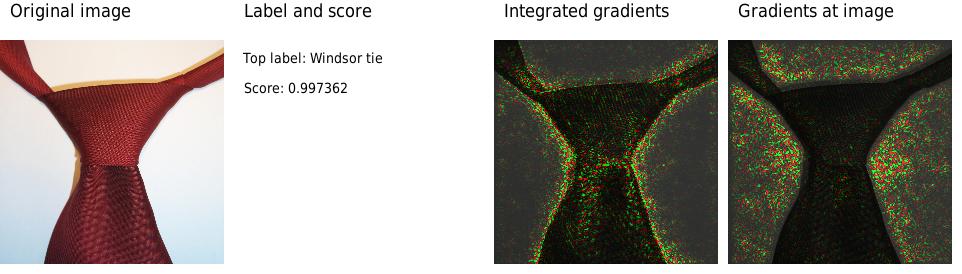 Original image
Label and score
Integrated gradients
Gradients at image
Top label: Windsor tie
Score: 0.997362